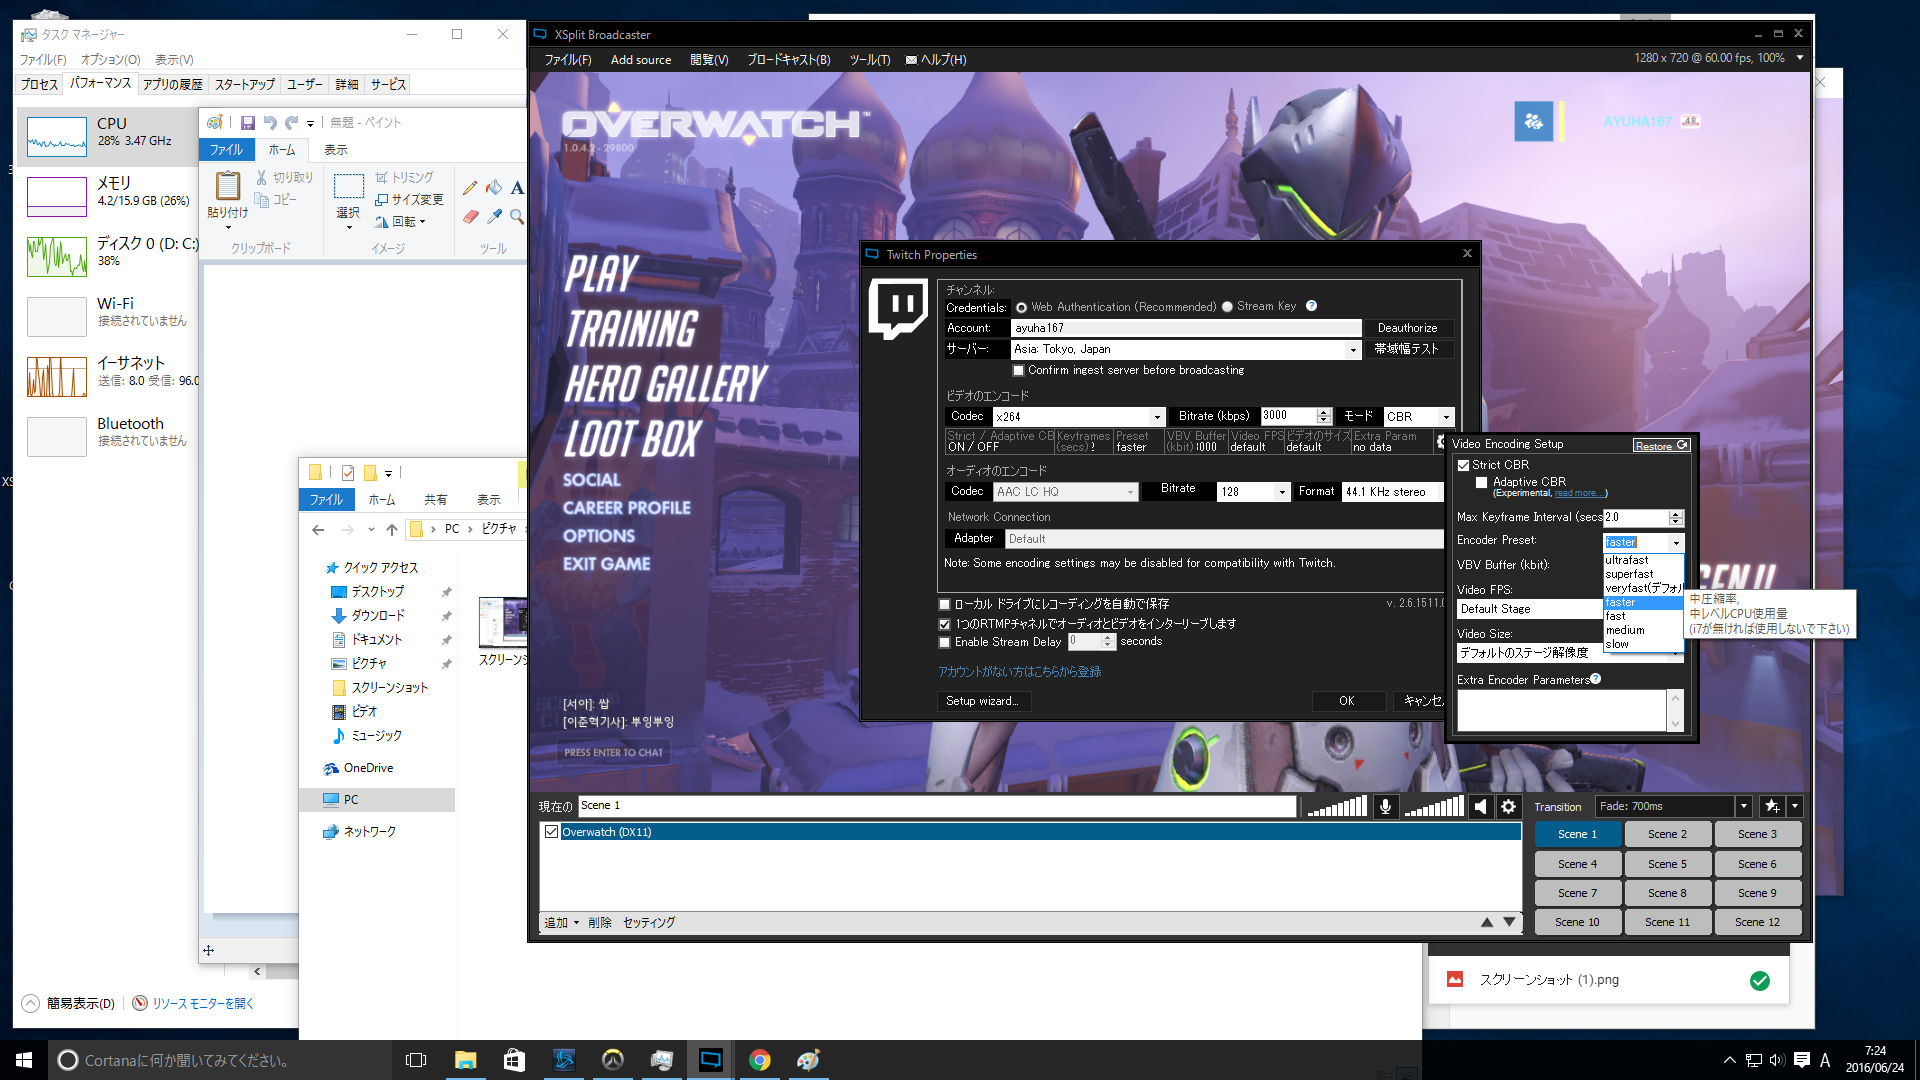 タスク マネージャー
ファイル(F) オプション(O) 表示(V)
プロセス パフォーマンス アプリの履歴 スタートアップ ユーザー 詳細 サービス
CPU
28% 3.47 GHz
メモリ
4.2/15.9 GB (26%)
ディスク 0 (D: C:)
38%
Wi-Fi
接続されていません
イーサネット
送信: 8.0 受信: 96.0
Bluetooth
接続されていません
簡易表示(D)
リソース モニターを開く
無題 - ペイント
ファイル ホーム 表示
貼り付け
切り取り
コピー
クリップボード
選択
トリミング
サイズ変更
回転
イメージ
A
ツール
ファイル ホーム 共有 表示
PC ピクチャ
クイック アクセス
デスクトップ
ダウンロード
ドキュメント
ピクチャ
スクリーンショット
ビデオ
ミュージック
OneDrive
PC
ネットワーク
XSplit Broadcaster
ファイル(F) Add source 閲覧(V) ブロードキャスト(B) ツール(T) ヘルプ(H)
1280 x 720 @ 60.00 fps, 100%
OVERWATCH
1.0.4.2 - 29800
AYUHA167 48
PLAY
TRAINING
HERO GALLERY
LOOT BOX
SOCIAL
CAREER PROFILE
OPTIONS
EXIT GAME
[서아]: 쌉
[이준혁기사]: 뿌잉뿌잉
PRESS ENTER TO CHAT
Twitch Properties
チャンネル:
Credentials: Web Authentication (Recommended) Stream Key
Account: ayuha167 Deauthorize
サーバー: Asia: Tokyo, Japan 帯域幅テスト
Confirm ingest server before broadcasting
ビデオのエンコード
Codec x264 Bitrate (kbps) 3000 モード CBR
Strict / Adaptive CB Keyframes (secs) Preset VBV Buffer (kbit) Video FPS ビデオのサイズ Extra Param
ON / OFF faster default default no data
オーディオのエンコード
Codec AAC LC HQ Bitrate 128 Format 44.1 KHz stereo
Network Connection
Adapter Default
Note: Some encoding settings may be disabled for compatibility with Twitch.
ローカル ドライブにレコーディングを自動で保存
v. 2.6.1511.0
1つのRTMPチャネルでオーディオとビデオをインターリーブします
Enable Stream Delay 0 seconds
アカウントがない方はこちらから登録
Setup wizard... OK キャンセル
Video Encoding Setup Restore
Strict CBR
Adaptive CBR
(Experimental, read more...)
Max Keyframe Interval (secs 2.0
Encoder Preset: faster
ultrafast
superfast
veryfast(デフォル
faster
fast
medium
slow
VBV Buffer (kbit):
Video FPS:
Default Stage
Video Size:
デフォルトのステージ解像度
Extra Encoder Parameters
中圧縮率,
中レベルCPU使用量
(i7が無ければ使用しないで下さい)
現在の Scene 1
Overwatch (DX11)
追加 削除 セッティング
Transition Fade: 700ms
Scene 1 Scene 2 Scene 3
Scene 4 Scene 5 Scene 6
Scene 7 Scene 8 Scene 9
Scene 10 Scene 11 Scene 12
スクリーンショット (1).png
Cortanaに何か聞いてみてください。
A
7:24
2016/06/24